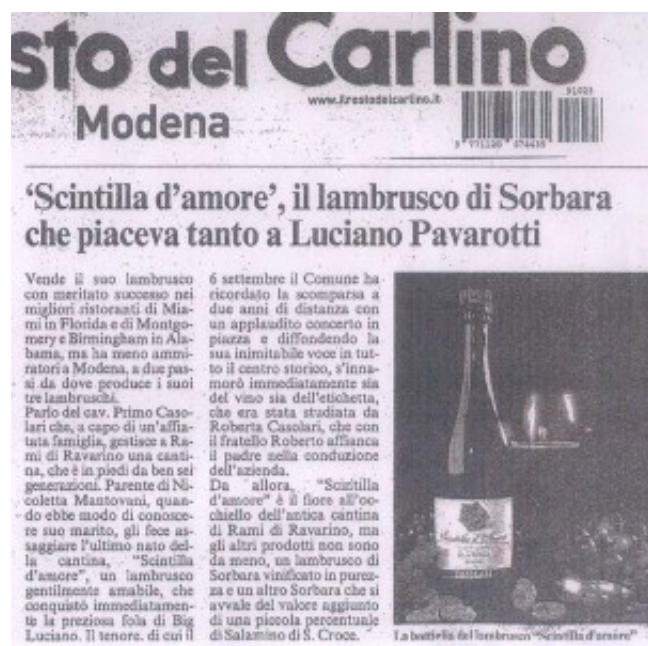 sto del Carlino
www.ilrestodelcarlino.it
Modena
91023
9 771128 674435
'Scintilla d'amore', il lambrusco di Sorbara
che piaceva tanto a Luciano Pavarotti
Vende il suo lambrusco
con meritato successo nei
migliori ristoranti di Mia-
mi in Florida e di Montgo-
mery e Birmingham in Ala-
bama, ma ha meno ammi-
ratori a Modena, a due pas-
si da dove produce i suoi
tre lambruschi.
Parlo del cav. Primo Caso-
lari che, a capo di un'affia-
tata famiglia, gestisce a Ra-
mi di Ravarino una canti-
na, che è in piedi da ben sei
generazioni. Parente di Ni-
coletta Mantovani, quan-
do ebbe modo di conosce-
re suo marito, gli fece as-
saggiare l'ultimo nato del-
la cantina, "Scintilla
d'amore", un lambrusco
gentilmente amabile, che
conquistò immediatamen-
te la preziosa fola di Big
Luciano. Il tenore, di cui il
6 settembre il Comune ha
ricordato la scomparsa a
due anni di distanza con
un applaudito concerto in
piazza e diffondendo la
sua inimitabile voce in tut-
to il centro storico, s'inna-
morò immediatamente sia
del vino sia dell'etichetta,
che era stata studiata da
Roberta Casolari, che con
il fratello Roberto affianca
il padre nella conduzione
dell'azienda.
Da allora, "Scintilla
d'amore" è il fiore all'oc-
chiello dell'antica cantina
di Rami di Ravarino, ma
gli altri prodotti non sono
da meno, un lambrusco di
Sorbara vinificato in purez-
za e un altro Sorbara che si
avvale del valore aggiunto
di una piccola percentuale
di Salamino di S. Croce.
Scintilla d'Amore
La bottiglia del lambrusco "Scintilla d'amore"